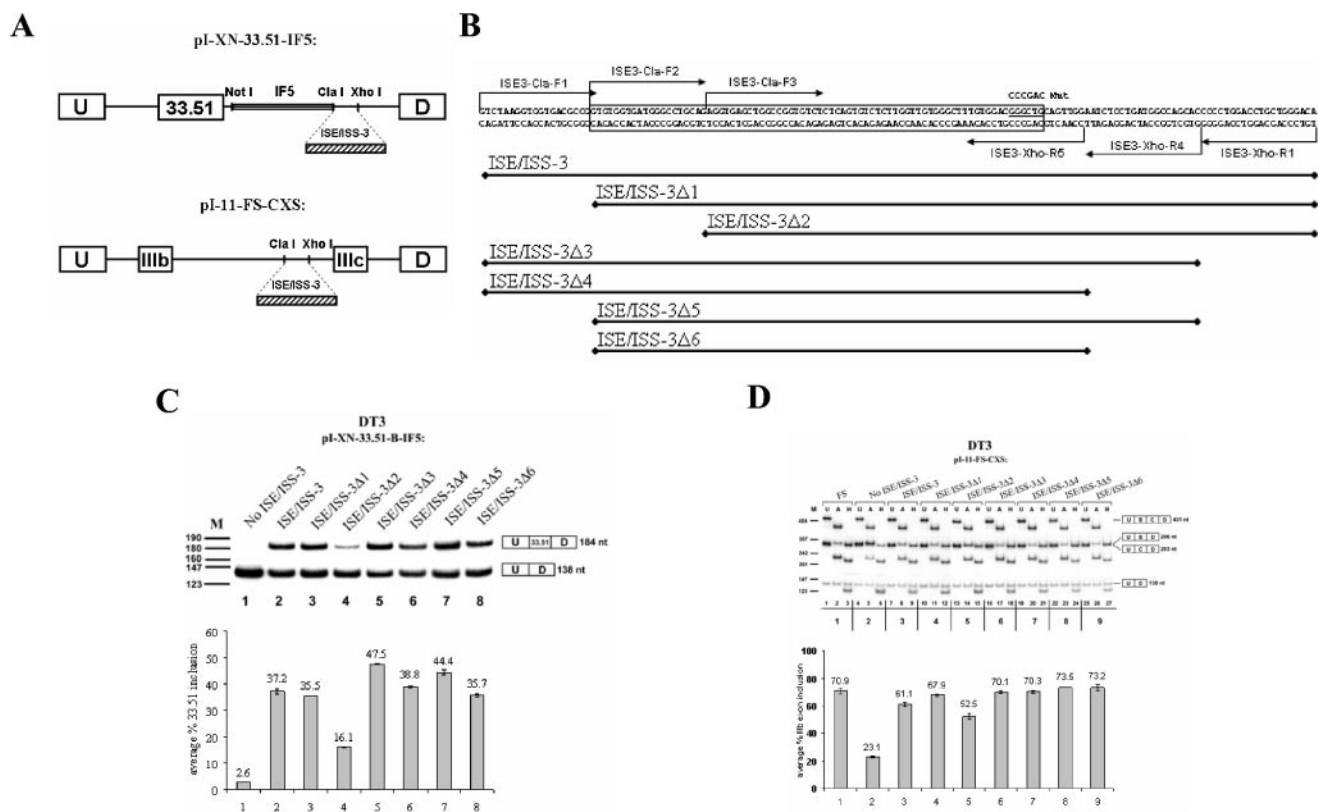 A
pI-XN-33.51-IF5:
Not I IF5 Cla I Xho I
U 33.51 D
ISE/ISS-3
pI-11-FS-CXS:
Cla I Xho I
U IIIb IIIc D
ISE/ISS-3
B
ISE3-Cla-F1 ISE3-Cla-F2 ISE3-Cla-F3
CCCGAC Mut.
ISE3-Xho-R5 ISE3-Xho-R4 ISE3-Xho-R1
ISE/ISS-3
ISE/ISS-3Δ1
ISE/ISS-3Δ2
ISE/ISS-3Δ3
ISE/ISS-3Δ4
ISE/ISS-3Δ5
ISE/ISS-3Δ6
C
DT3
pI-XN-33.51-B-IF5:
No ISE/ISS-3 ISE/ISS-3 ISE/ISS-3Δ1 ISE/ISS-3Δ2 ISE/ISS-3Δ3 ISE/ISS-3Δ4 ISE/ISS-3Δ5 ISE/ISS-3Δ6
M
190
180
160
147
123
U 33.51 D 184 nt
U D 138 nt
1 2 3 4 5 6 7 8
average % 33.51 inclusion
60
50
40
30
20
10
0
2.6 37.2 35.5 16.1 47.5 38.8 44.4 35.7
1 2 3 4 5 6 7 8
D
DT3
pI-11-FS-CXS:
FS No ISE/ISS-3 ISE/ISS-3 ISE/ISS-3Δ1 ISE/ISS-3Δ2 ISE/ISS-3Δ3 ISE/ISS-3Δ4 ISE/ISS-3Δ5 ISE/ISS-3Δ6
M U A H U A H U A H U A H U A H U A H U A H U A H U A H
404
307
242
147
123
U B C D
U B D
U C D
U D
1 2 3 4 5 6 7 8 9 10 11 12 13 14 15 16 17 18 19 20 21 22 23 24 25 26 27
1 2 3 4 5 6 7 8 9
average % IIIb exon inclusion
100
80
60
40
20
0
70.9 23.1 61.1 67.9 52.5 70.1 70.3 73.5 73.2
1 2 3 4 5 6 7 8 9